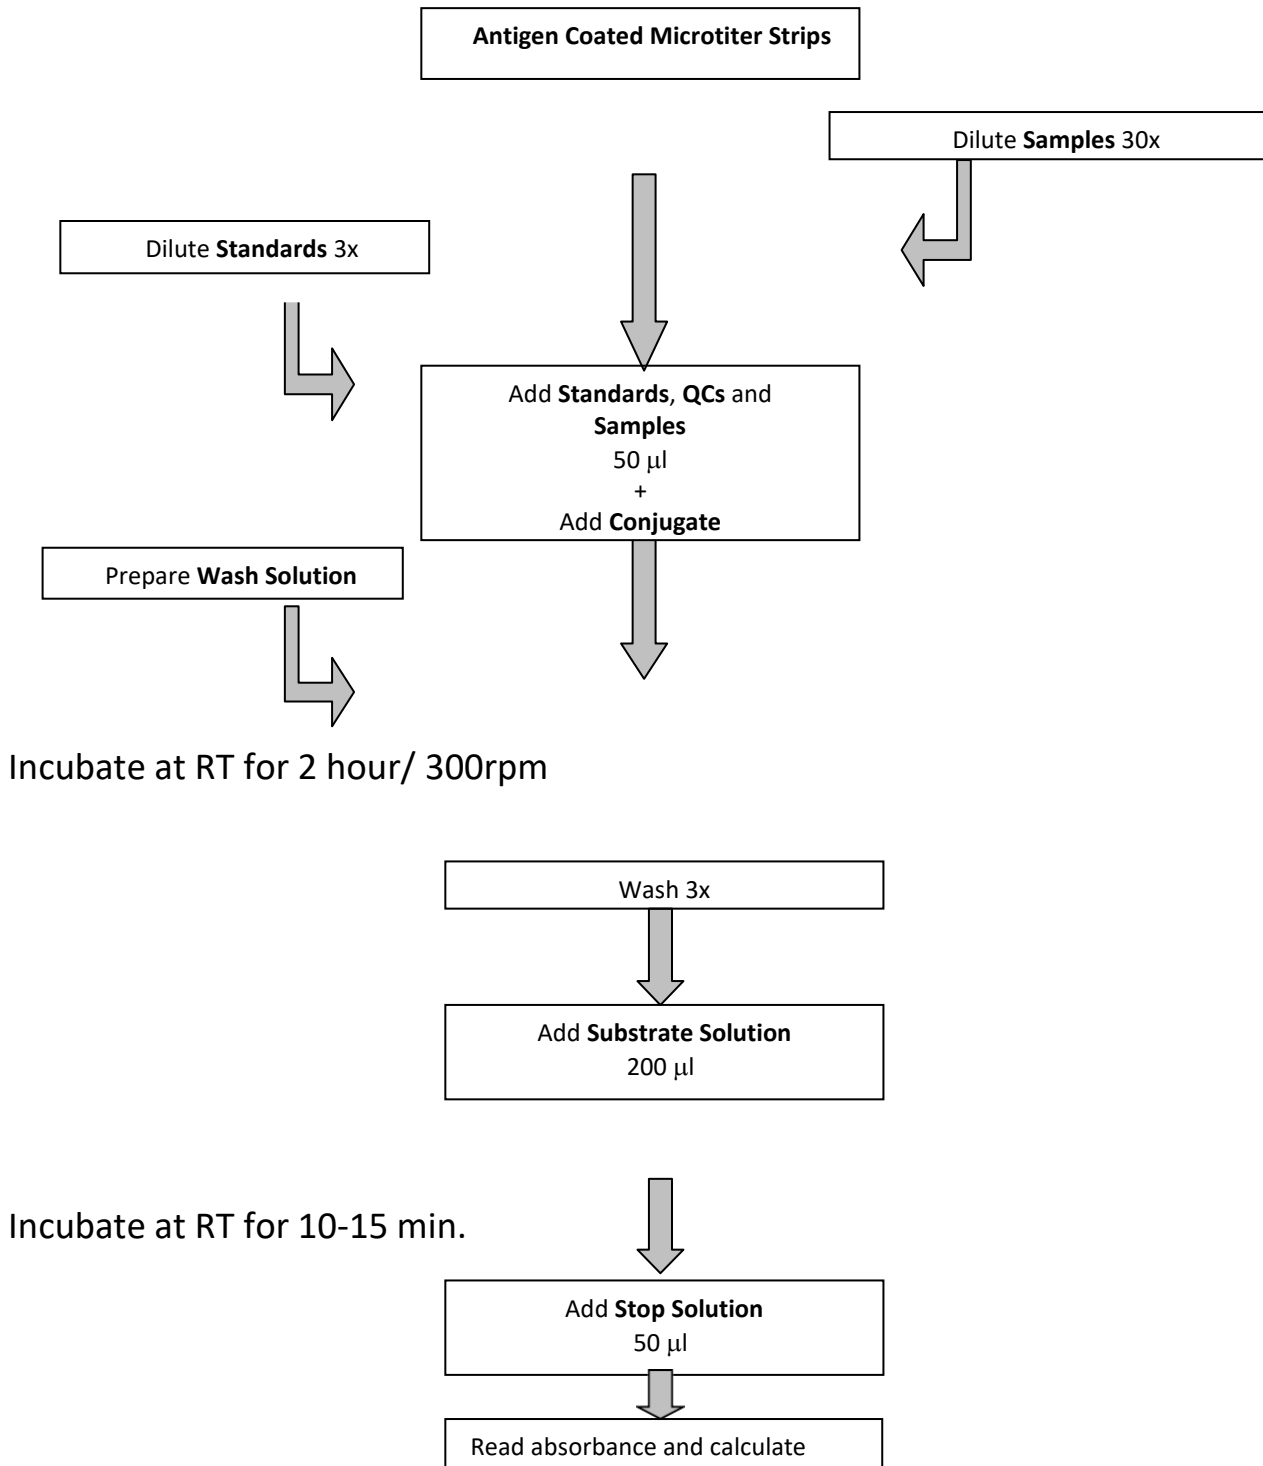 Antigen Coated Microtiter Strips
Dilute Samples 30x
Dilute Standards 3x
Add Standards, QCs and
Samples
50 μl
+
Add Conjugate
Prepare Wash Solution
Incubate at RT for 2 hour/ 300rpm
Wash 3x
Add Substrate Solution
200 μl
Incubate at RT for 10-15 min.
Add Stop Solution
50 μl
Read absorbance and calculate